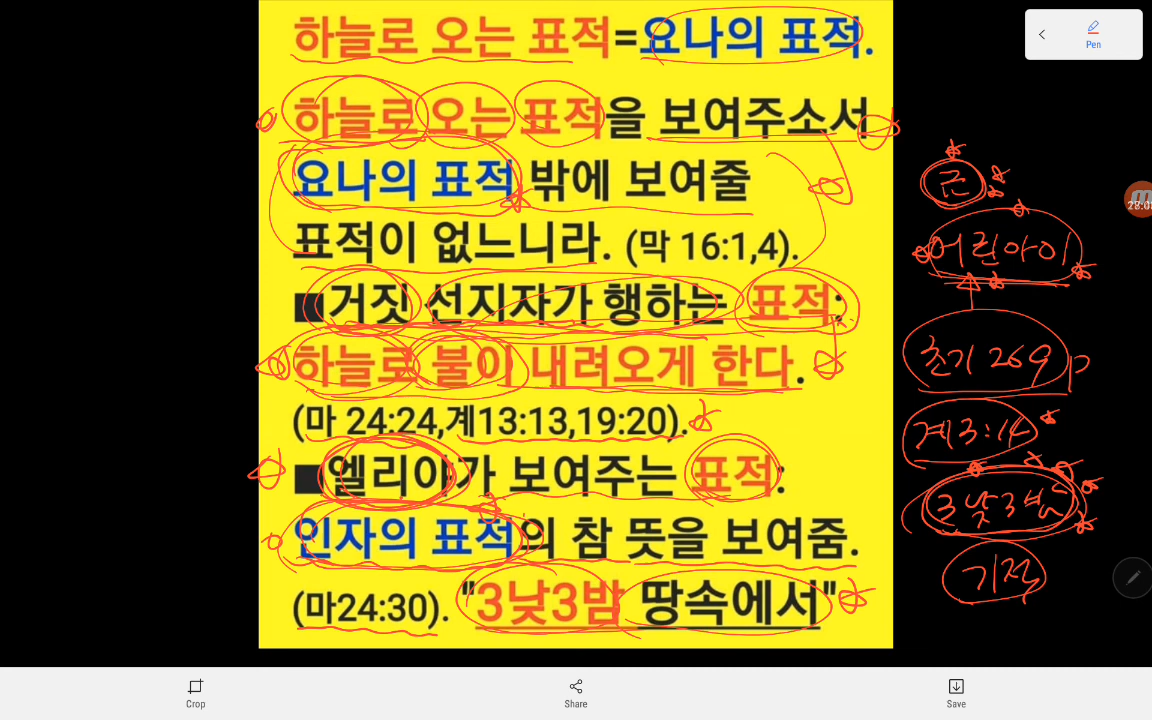 하늘로 오는 표적=요나의 표적.
하늘로 오는 표적을 보여주소서
요나의 표적 밖에 보여줄
표적이 없느니라. (막 16:1,4).
■거짓 선지자가 행하는 표적:
하늘로 불이 내려오게 한다.
(마 24:24,계13:13,19:20).
■엘리야가 보여주는 표적:
인자의 표적의 참 뜻을 보여줌.
(마24:30). "3낮3밤 땅속에서"
Pen
어린아이
초기 269
계13:14
3낮3밤
기적
Crop
Share
Save